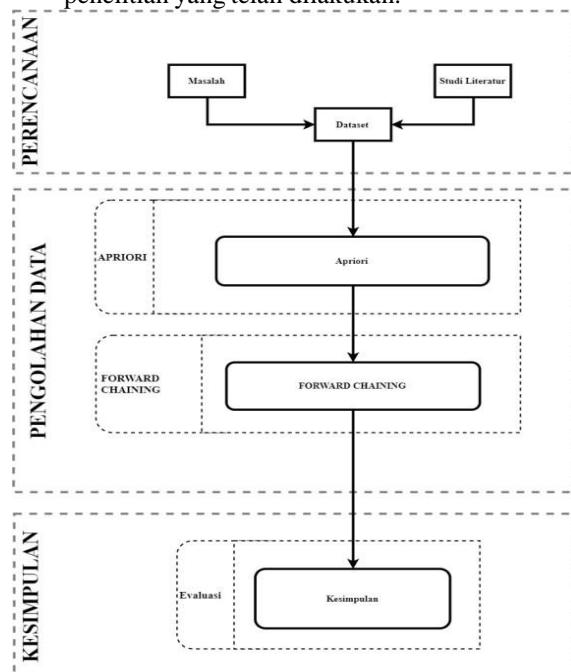 penelitian yang telah dilakukan.
PERENCANAAN
Masalah
Studi Literatur
Dataset
PENGOLAHAN DATA
APRIORI
Apriori
FORWARD
CHAINING
FORWARD CHAINING
KESIMPULAN
Evaluasi
Kesimpulan